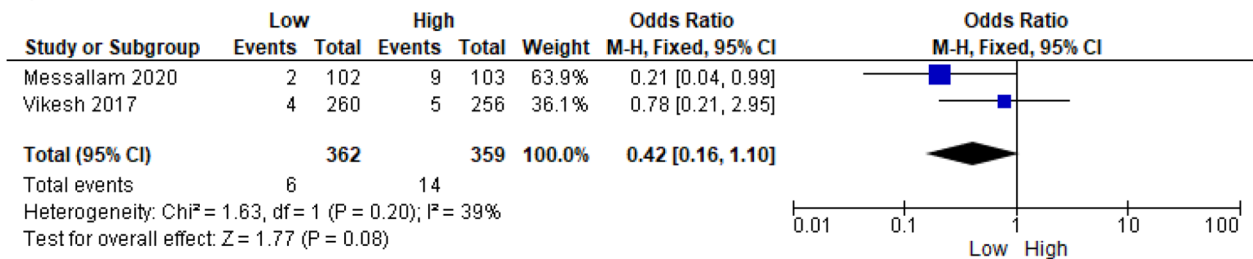 Low High Odds Ratio Odds Ratio
Study or Subgroup Events Total Events Total Weight M-H, Fixed, 95% CI M-H, Fixed, 95% CI
Messallam 2020 2 102 9 103 63.9% 0.21 [0.04, 0.99]
Vikesh 2017 4 260 5 256 36.1% 0.78 [0.21, 2.95]
Total (95% CI) 362 359 100.0% 0.42 [0.16, 1.10]
Total events 6 14
Heterogeneity: Chi² = 1.63, df = 1 (P = 0.20); I² = 39%
Test for overall effect: Z = 1.77 (P = 0.08)
0.01 0.1 1 10 100
Low High